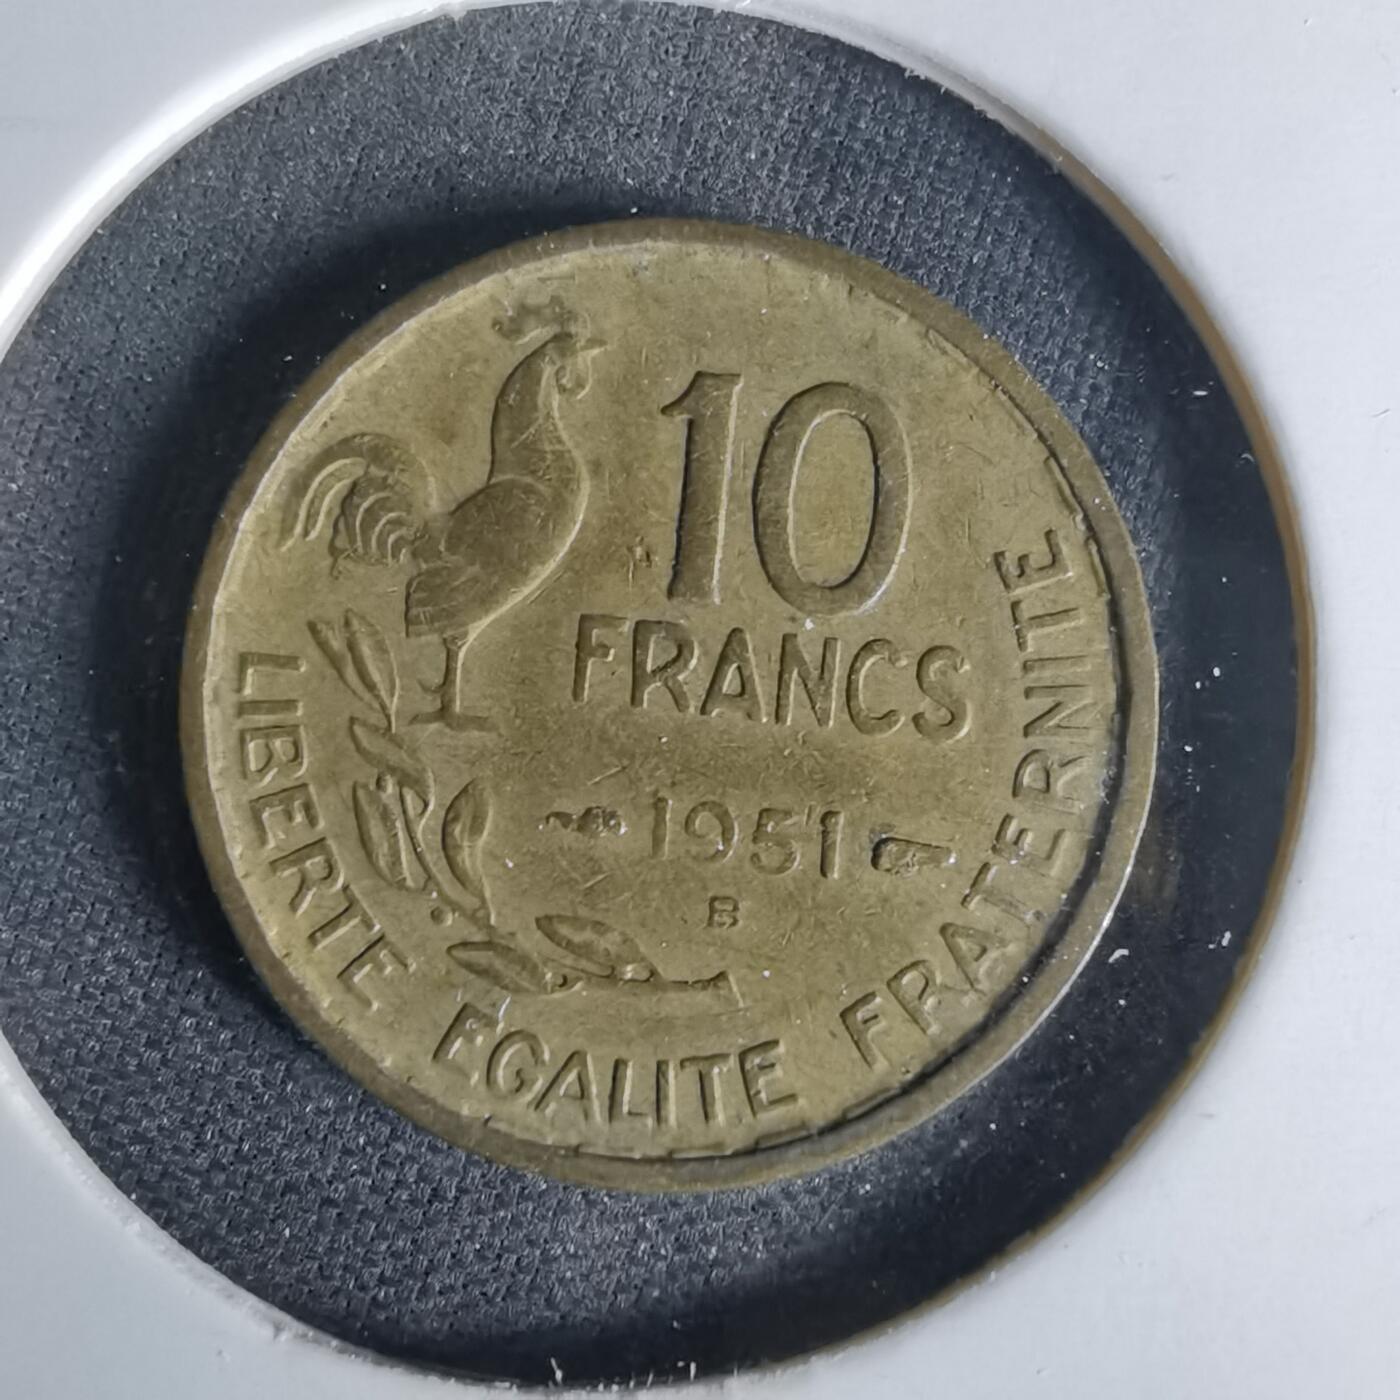 10
FRANCS
1951
B
LIBERTE EGALITE FRATERNITE